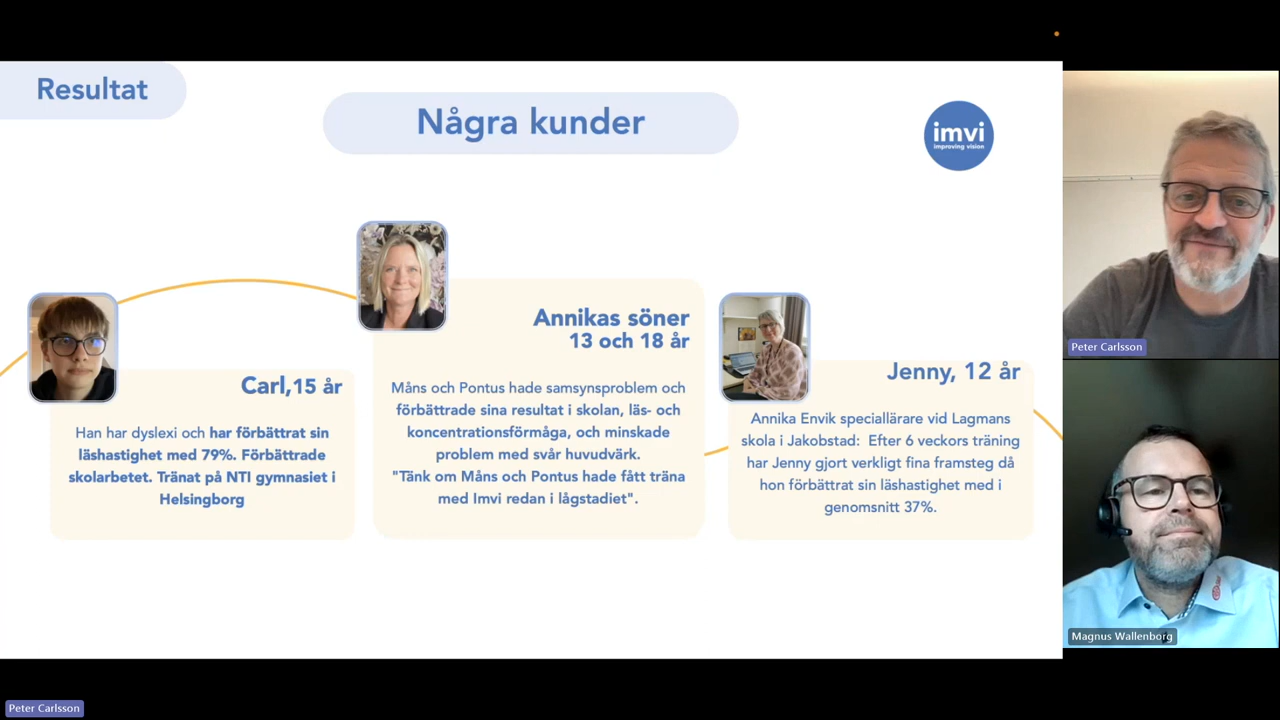 Resultat
Några kunder
imvi
improving vision
Carl,15 år
Han har dyslexi och har förbättrat sin
läshastighet med 79%. Förbättrade
skolarbetet. Tränat på NTI gymnasiet i
Helsingborg
Annikas söner
13 och 18 år
Måns och Pontus hade samsynsproblem och
förbättrade sina resultat i skolan, läs- och
koncentrationsförmåga, och minskade
problem med svår huvudvärk.
"Tänk om Måns och Pontus hade fått träna
med Imvi redan i lågstadiet".
Jenny, 12 år
Annika Envik speciallärare vid Lagmans
skola i Jakobstad: Efter 6 veckors träning
har Jenny gjort verkligt fina framsteg då
hon förbättrat sin läshastighet med i
genomsnitt 37%.
Peter Carlsson
Magnus Wallenborg
Peter Carlsson